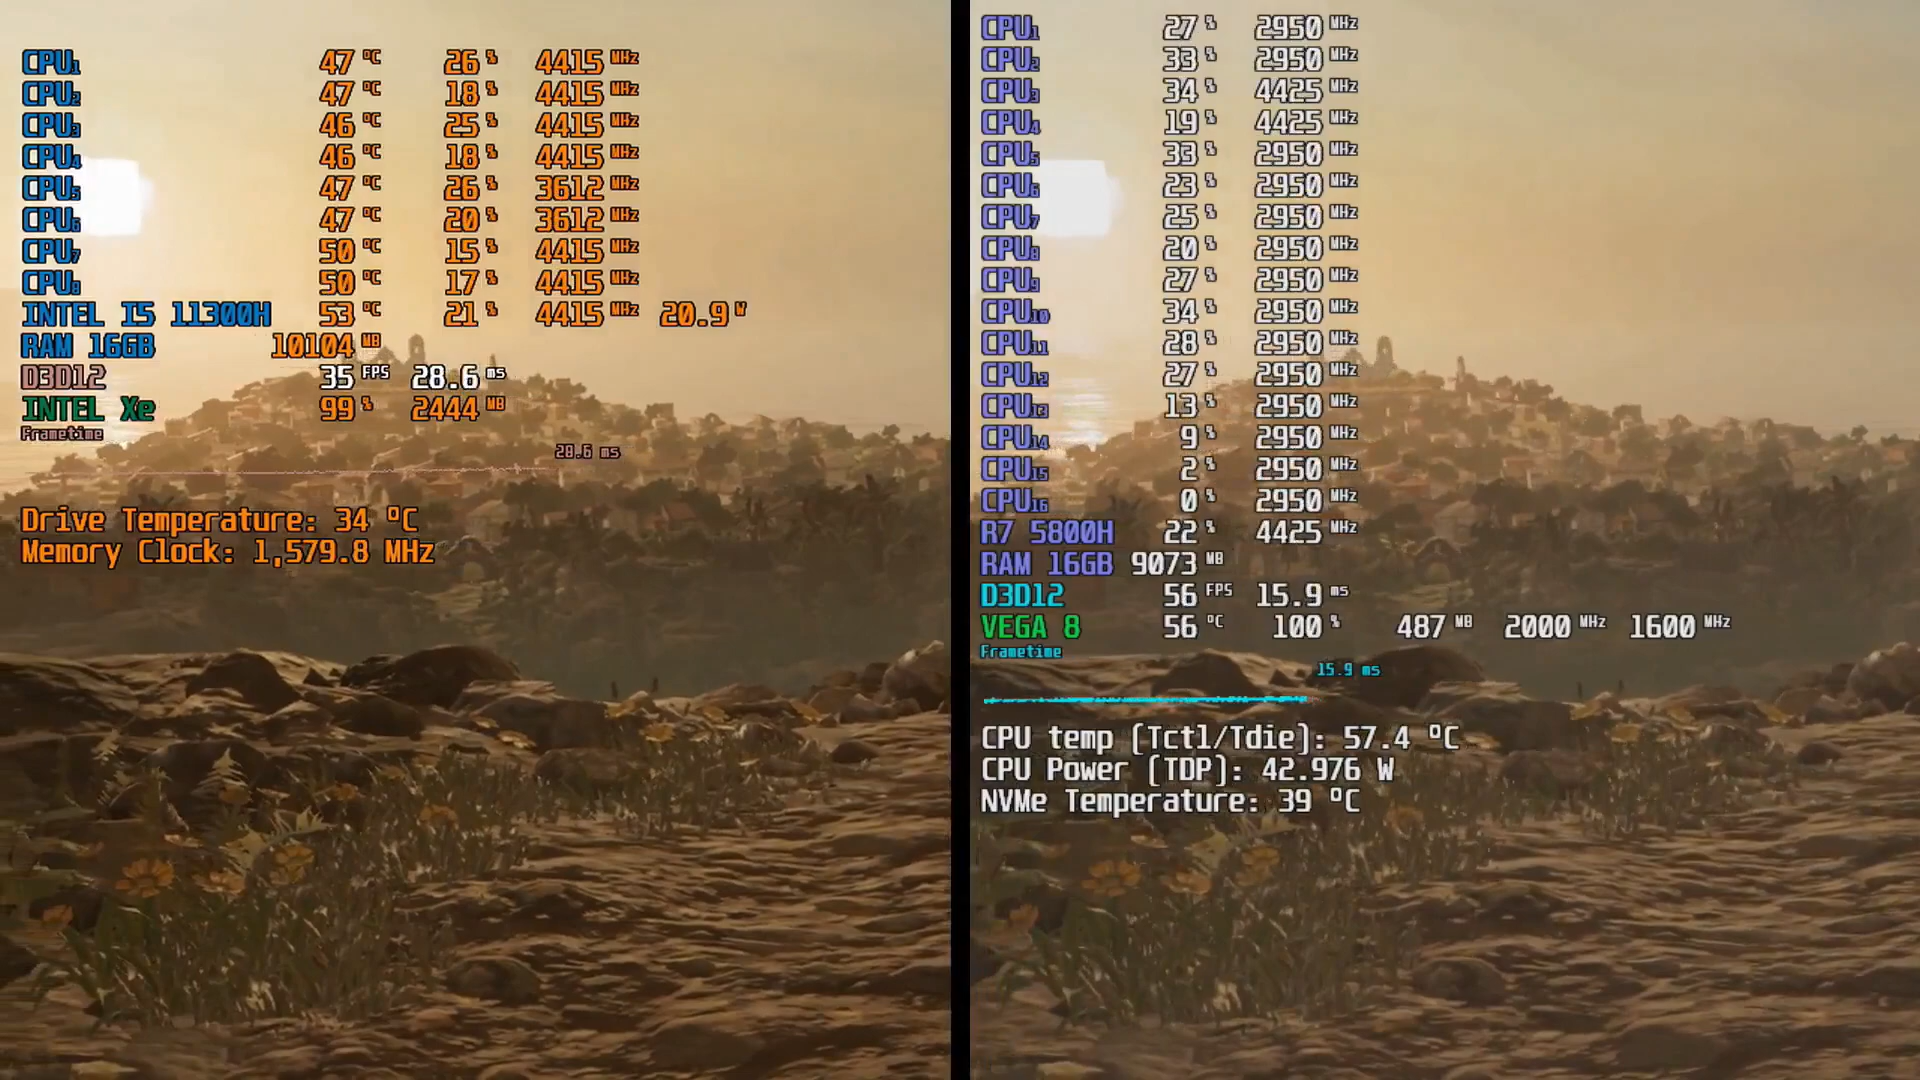 CPU1 47 °C 26 % 4415 MHz
CPU2 47 °C 18 % 4415 MHz
CPU3 46 °C 25 % 4415 MHz
CPU4 46 °C 18 % 4415 MHz
CPU5 47 °C 26 % 3612 MHz
CPU6 47 °C 20 % 3612 MHz
CPU7 50 °C 15 % 4415 MHz
CPU8 50 °C 17 % 4415 MHz
INTEL I5 11300H 53 °C 21 % 4415 MHz 20.9 W
RAM 16GB 10104 MB
D3D12 35 FPS 28.6 ms
INTEL Xe 99 % 2444 MB
Frametime
28.6 ms
Drive Temperature: 34 ºC
Memory Clock: 1,579.8 MHz
CPU1 27 % 2950 MHz
CPU2 33 % 2950 MHz
CPU3 34 % 4425 MHz
CPU4 19 % 4425 MHz
CPU5 33 % 2950 MHz
CPU6 23 % 2950 MHz
CPU7 25 % 2950 MHz
CPU8 20 % 2950 MHz
CPU9 27 % 2950 MHz
CPU10 34 % 2950 MHz
CPU11 28 % 2950 MHz
CPU12 27 % 2950 MHz
CPU13 13 % 2950 MHz
CPU14 9 % 2950 MHz
CPU15 2 % 2950 MHz
CPU16 0 % 2950 MHz
R7 5800H 22 % 4425 MHz
RAM 16GB 9073 MB
D3D12 56 FPS 15.9 ms
VEGA 8 56 °C 100 % 487 MB 2000 MHz 1600 MHz
Frametime
15.9 ms
CPU temp (Tctl/Tdie): 57.4 ºC
CPU Power (TDP): 42.976 W
NVMe Temperature: 39 ºC